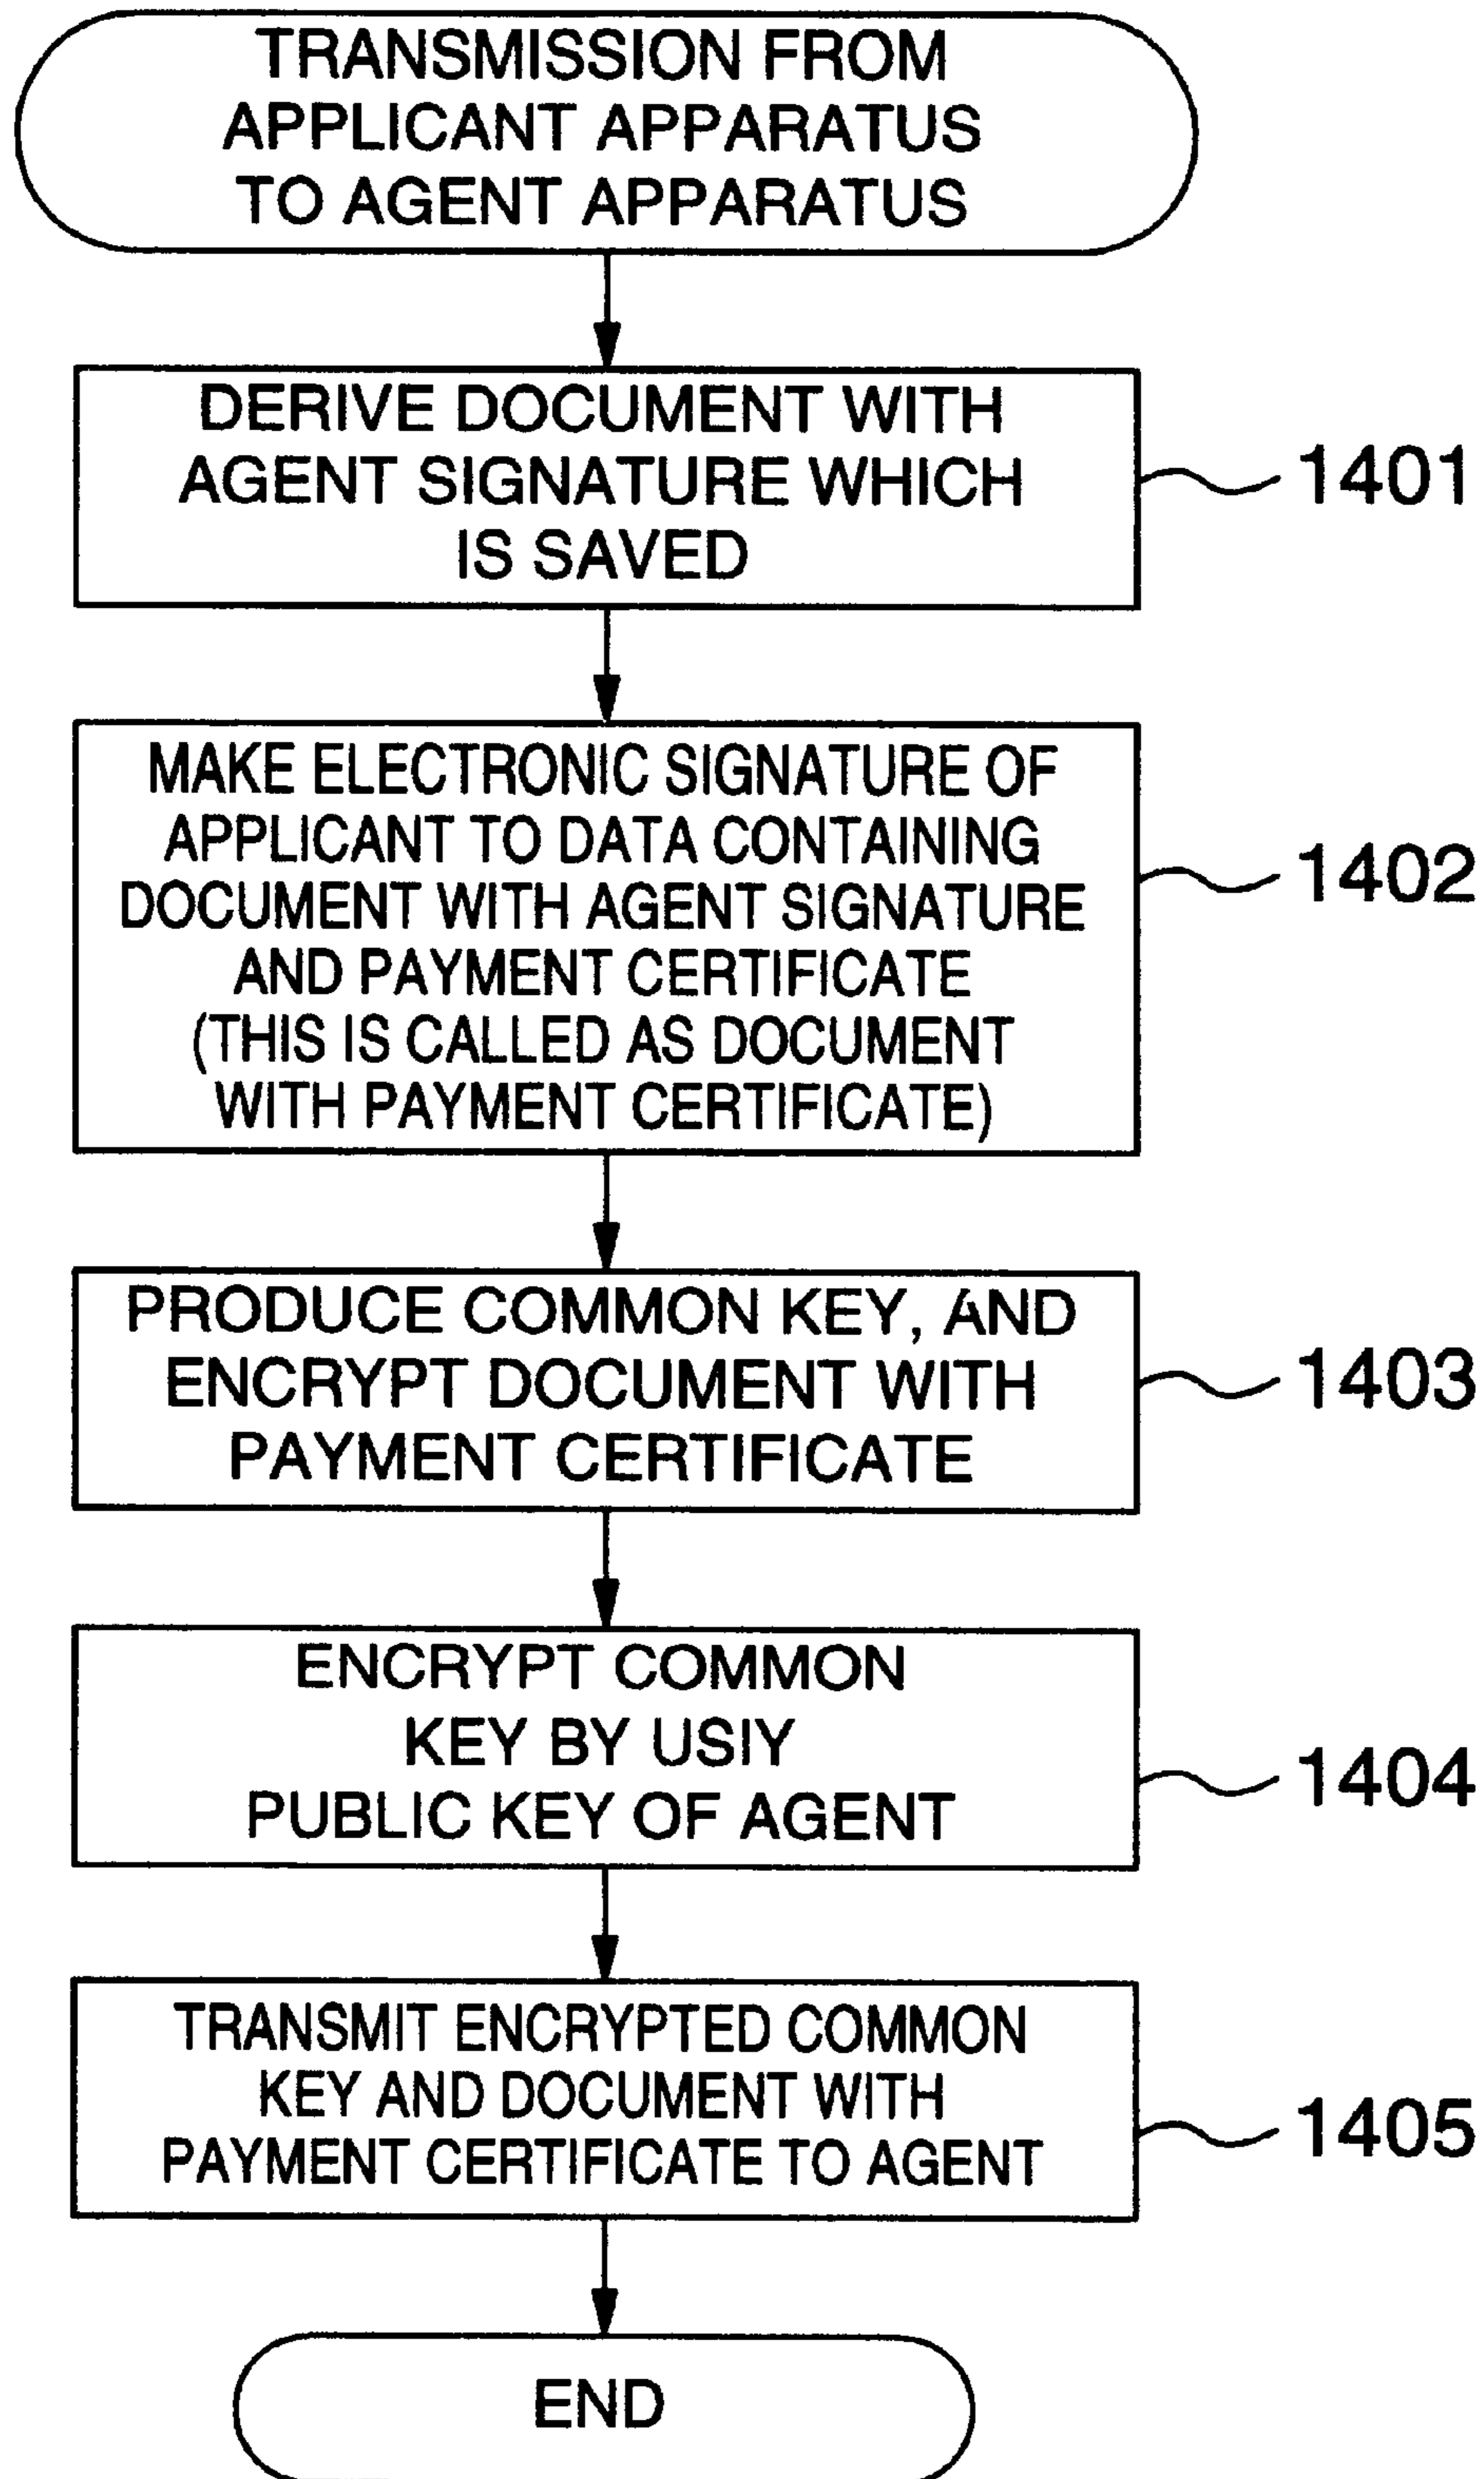 TRANSMISSION FROM
APPLICANT APPARATUS
TO AGENT APPARATUS
DERIVE DOCUMENT WITH
AGENT SIGNATURE WHICH
IS SAVED
1401
MAKE ELECTRONIC SIGNATURE OF
APPLICANT TO DATA CONTAINING
DOCUMENT WITH AGENT SIGNATURE
AND PAYMENT CERTIFICATE
(THIS IS CALLED AS DOCUMENT
WITH PAYMENT CERTIFICATE)
1402
PRODUCE COMMON KEY, AND
ENCRYPT DOCUMENT WITH
PAYMENT CERTIFICATE
1403
ENCRYPT COMMON
KEY BY USIY
PUBLIC KEY OF AGENT
1404
TRANSMIT ENCRYPTED COMMON
KEY AND DOCUMENT WITH
PAYMENT CERTIFICATE TO AGENT
1405
END